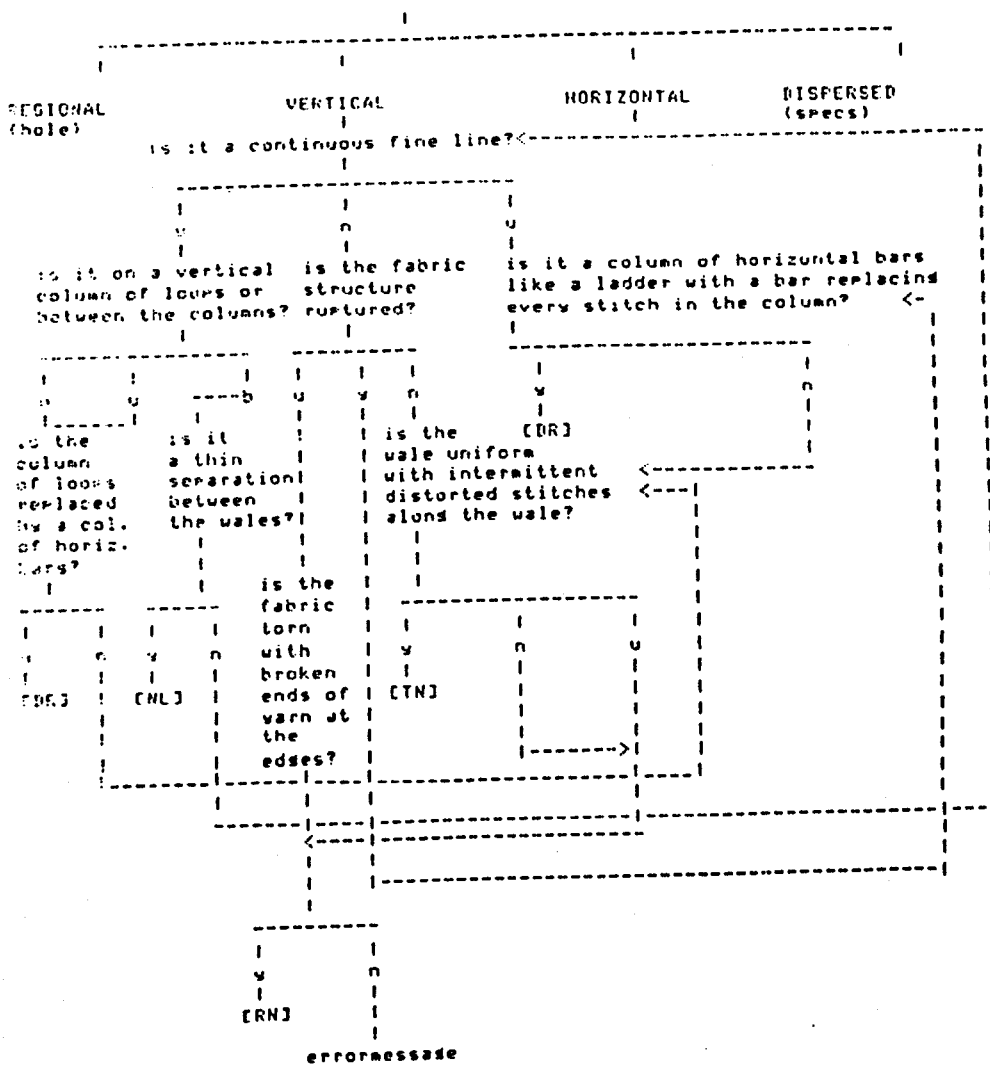 REGIONAL VERTICAL HORIZONTAL DISPERSED
(hole) (specs)
is it a continuous fine line?<
y n u
is it on a vertical is the fabric is it a column of horizontal bars
column of loops or structure like a ladder with a bar replacing
between the columns? ruptured? every stitch in the column? <-
n u b u y n y n
is the is it is the [DR]
column a thin wale uniform
of loops separation with intermittent <
replaced between distorted stitches <
by a col. the wales? along the wale?
of horiz.
bars?
is the
fabric
torn
y n y n with y n u
broken
[DR] [NL] ends of [TN]
yarn at
the
edges? >
<
y n
[RN]
errormessage